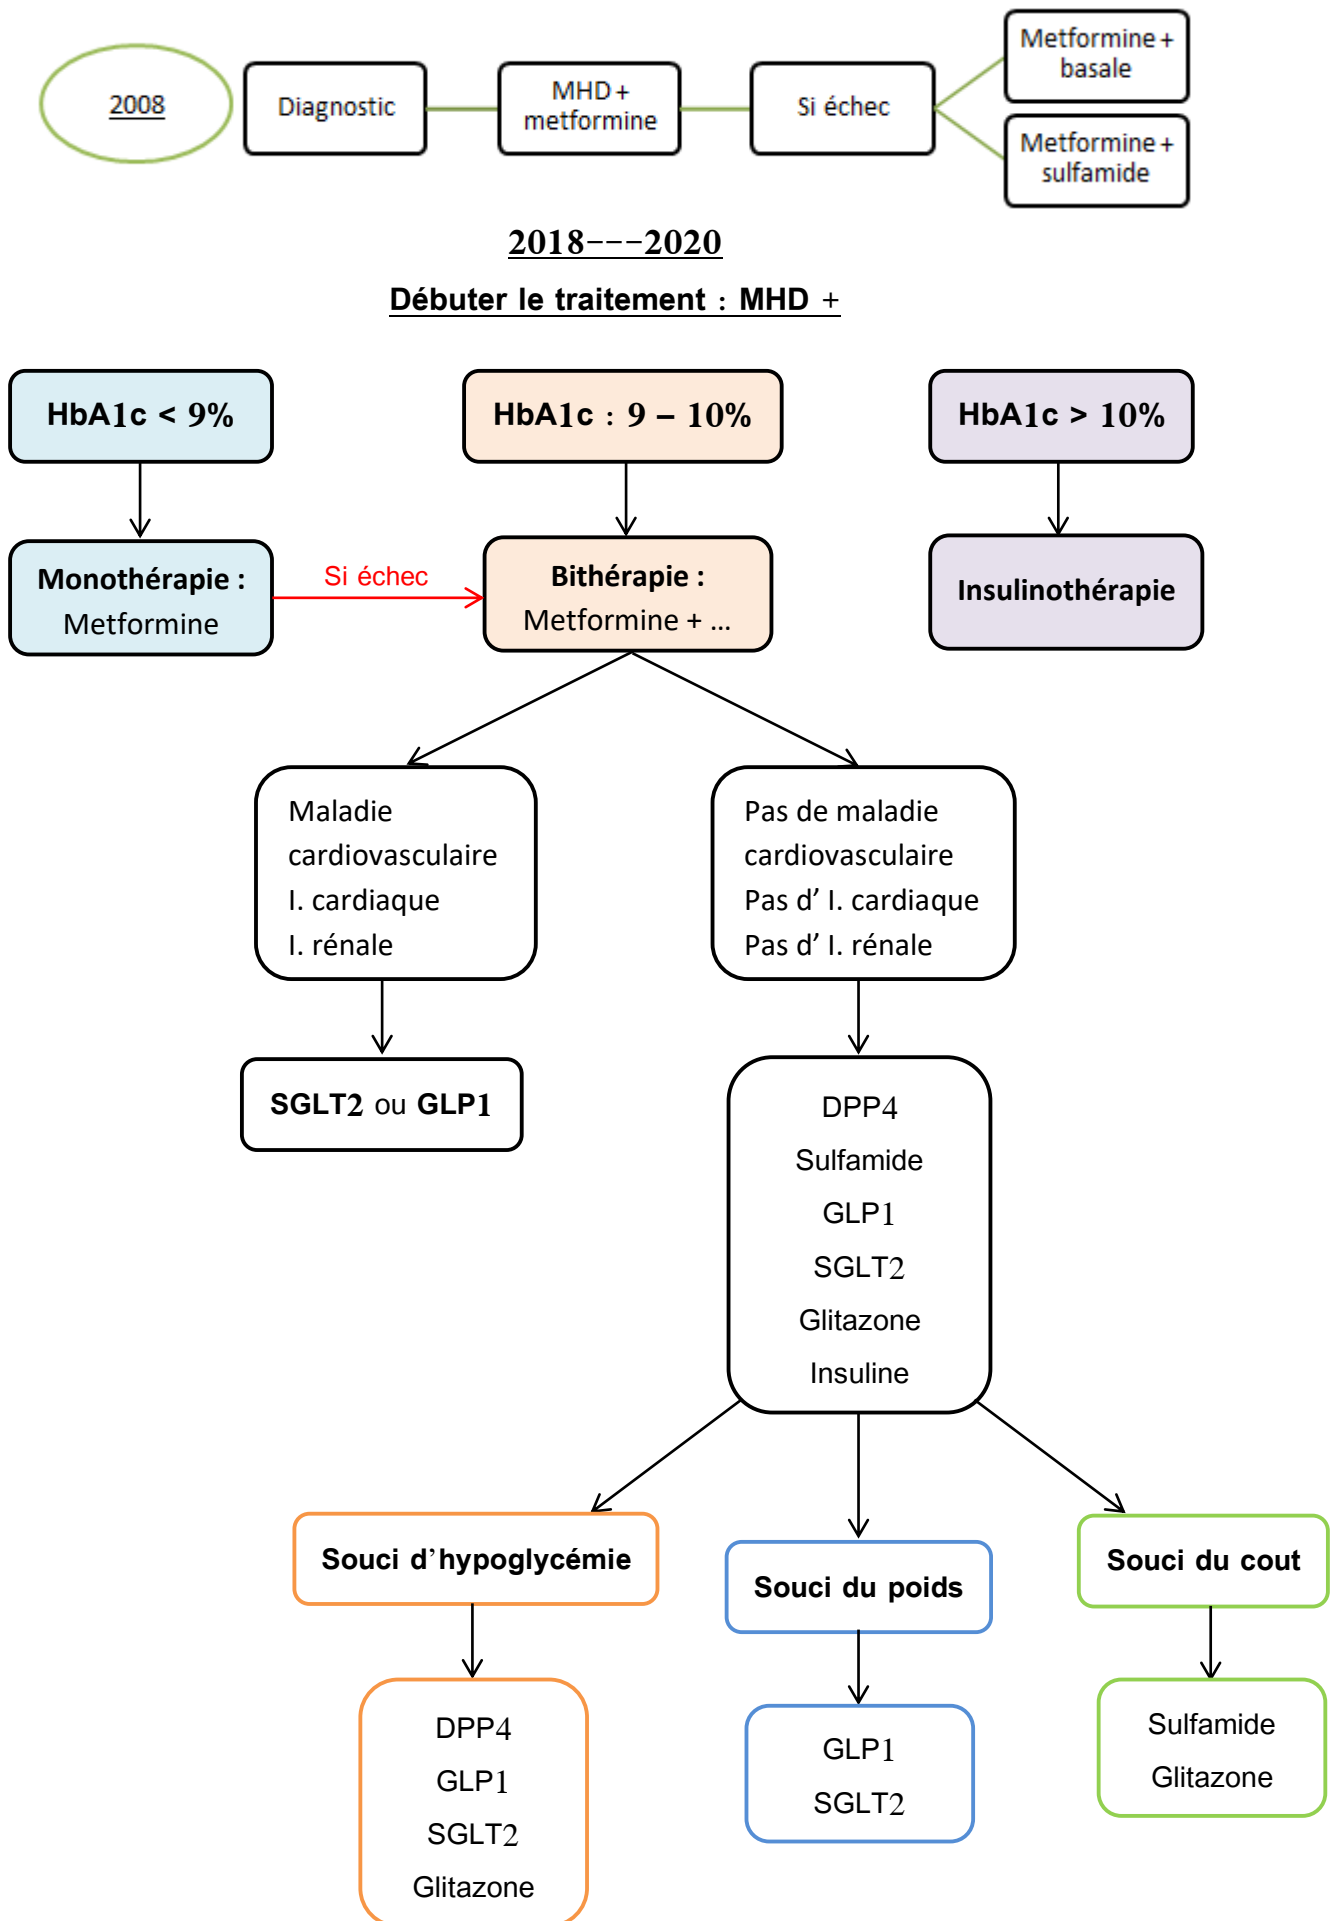 2008
Diagnostic
MHD +
metformine
Si échec
Metformine +
basale
Metformine +
sulfamide
2018---2020
Débuter le traitement : MHD +
HbA1c < 9%
HbA1c : 9 – 10%
HbA1c > 10%
Monothérapie :
Metformine
Si échec
Bithérapie :
Metformine + ...
Insulinothérapie
Maladie
cardiovasculaire
I. cardiaque
I. rénale
Pas de maladie
cardiovasculaire
Pas d’ I. cardiaque
Pas d’ I. rénale
SGLT2 ou GLP1
DPP4
Sulfamide
GLP1
SGLT2
Glitazone
Insuline
Souci d’hypoglycémie
Souci du poids
Souci du cout
DPP4
GLP1
SGLT2
Glitazone
GLP1
SGLT2
Sulfamide
Glitazone